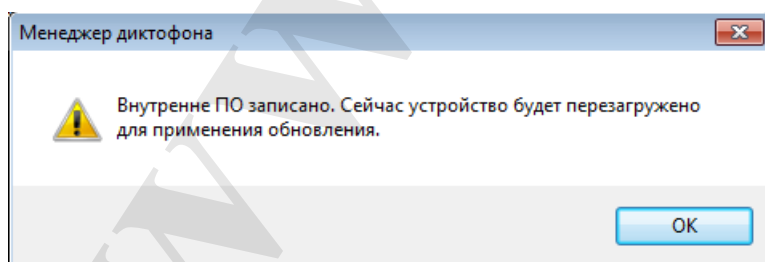 Менеджер диктофона
Внутренне ПО записано. Сейчас устройство будет перезагружено
для применения обновления.
OK